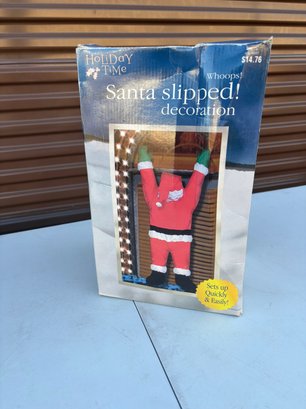 HOLIDAY
TIME
$14.76
Whoops!
Santa slipped!
decoration
Sets up
Quickly
& Easily!